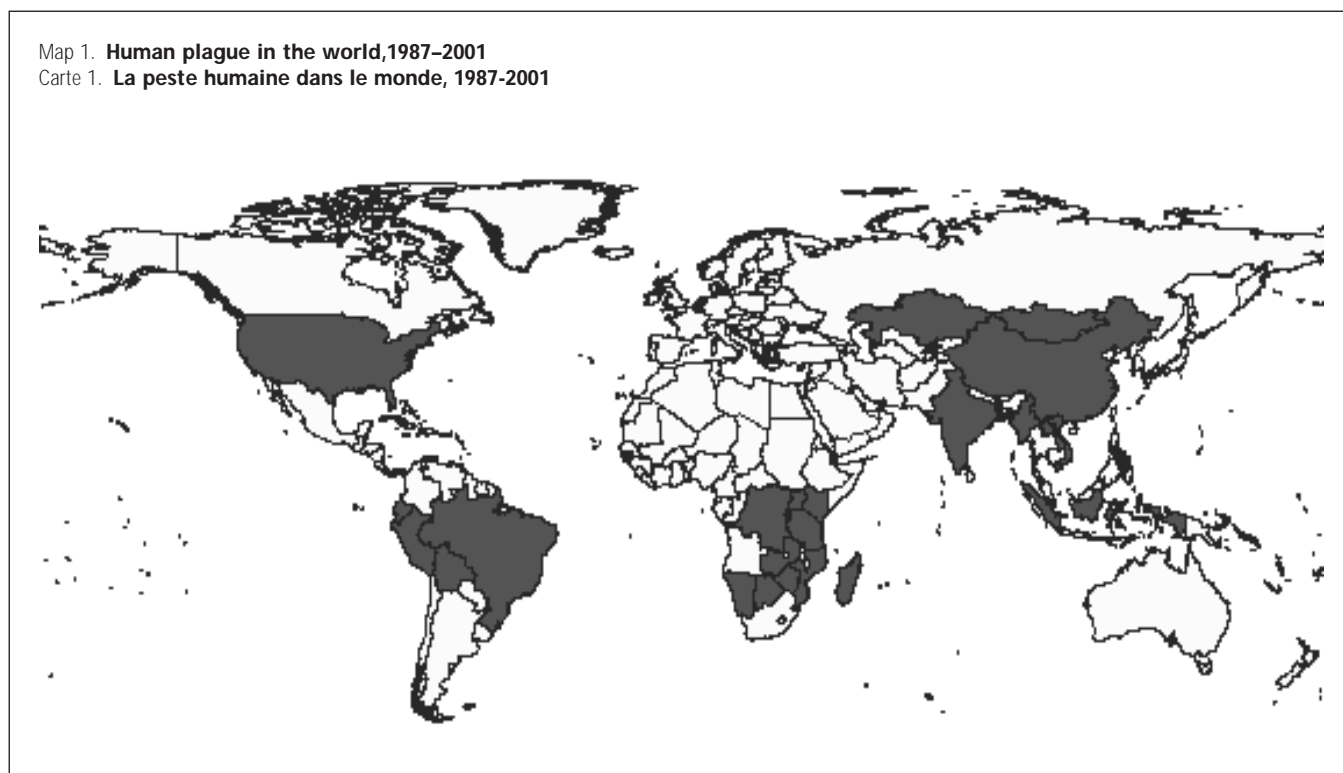 Map 1. Human plague in the world,1987–2001
Carte 1. La peste humaine dans le monde, 1987-2001